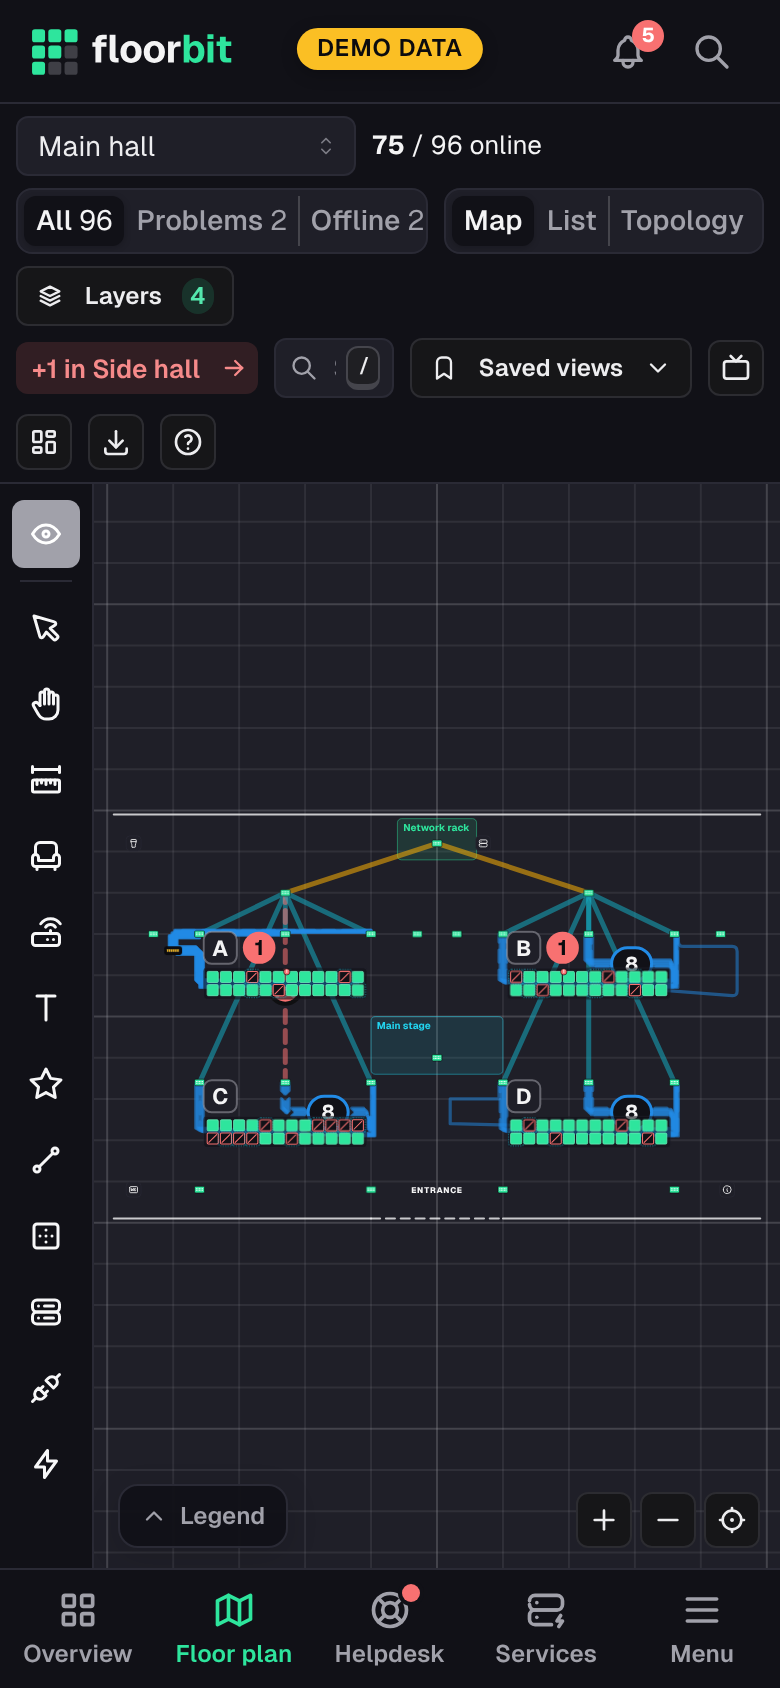 floorbit
DEMO DATA
5
Main hall
75 / 96 online
All 96
Problems 2
Offline 2
Map
List
Topology
Layers
4
+1 in Side hall
/
Saved views
Network rack
A
1
B
1
8
Main stage
C
8
D
8
ENTRANCE
Legend
Overview
Floor plan
Helpdesk
Services
Menu